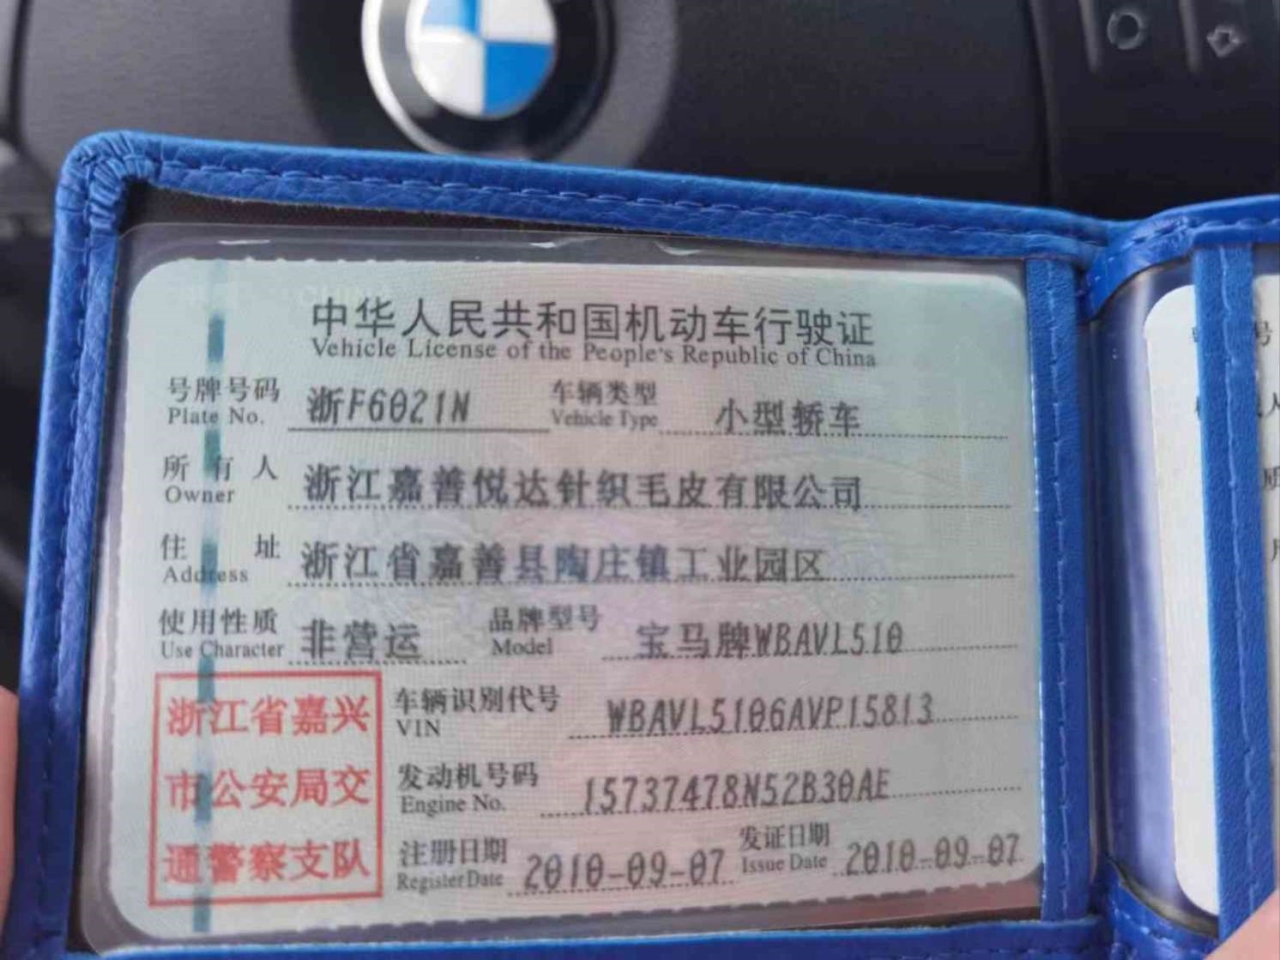 中华人民共和国机动车行驶证
Vehicle License of the People's Republic of China
号牌号码 浙F6021N 车辆类型 小型轿车
Plate No. Vehicle Type
所有人 浙江嘉善悦达针织毛皮有限公司
Owner
住址 浙江省嘉善县陶庄镇工业园区
Address
使用性质 非营运 品牌型号 宝马牌WBAVL510
Use Character Model
车辆识别代号 WBAVL5106AVP15813
VIN
发动机号码 15737478N52B30AE
Engine No.
注册日期 2010-09-07 发证日期 2010-09-07
Register Date Issue Date
浙江省嘉兴
市公安局交
通警察支队